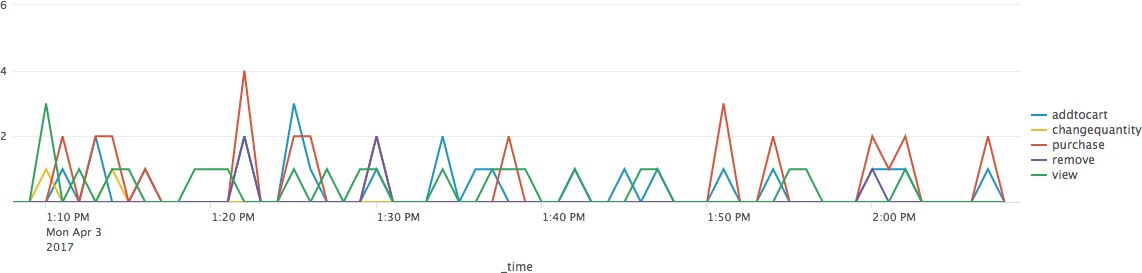 6
4
2
1:10 PM
Mon Apr 3
2017
1:20 PM
1:30 PM
1:40 PM
1:50 PM
2:00 PM
_time
addtocart
changequantity
purchase
remove
view